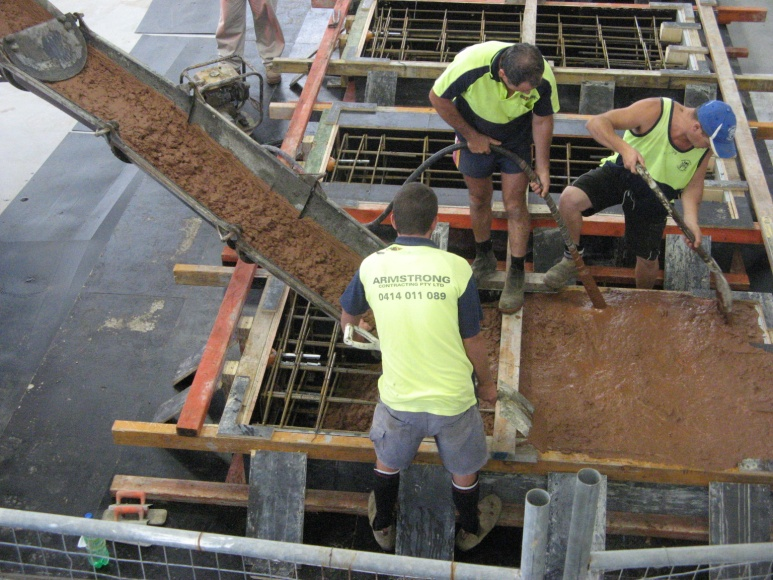 ARMSTRONG
CONTRACTING PTY LTD
0414 011 089